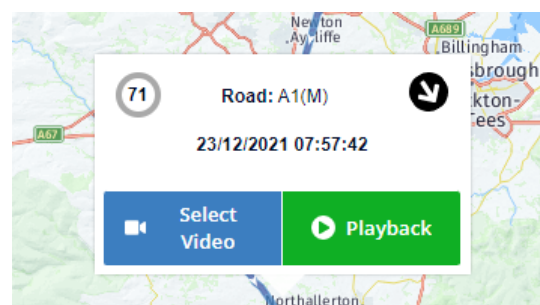 Newton
Aycliffe
A689
Billingham
sbrough
kton-
Tees
A67
71
Road: A1(M)
23/12/2021 07:57:42
Select
Video
Playback
Northallerton